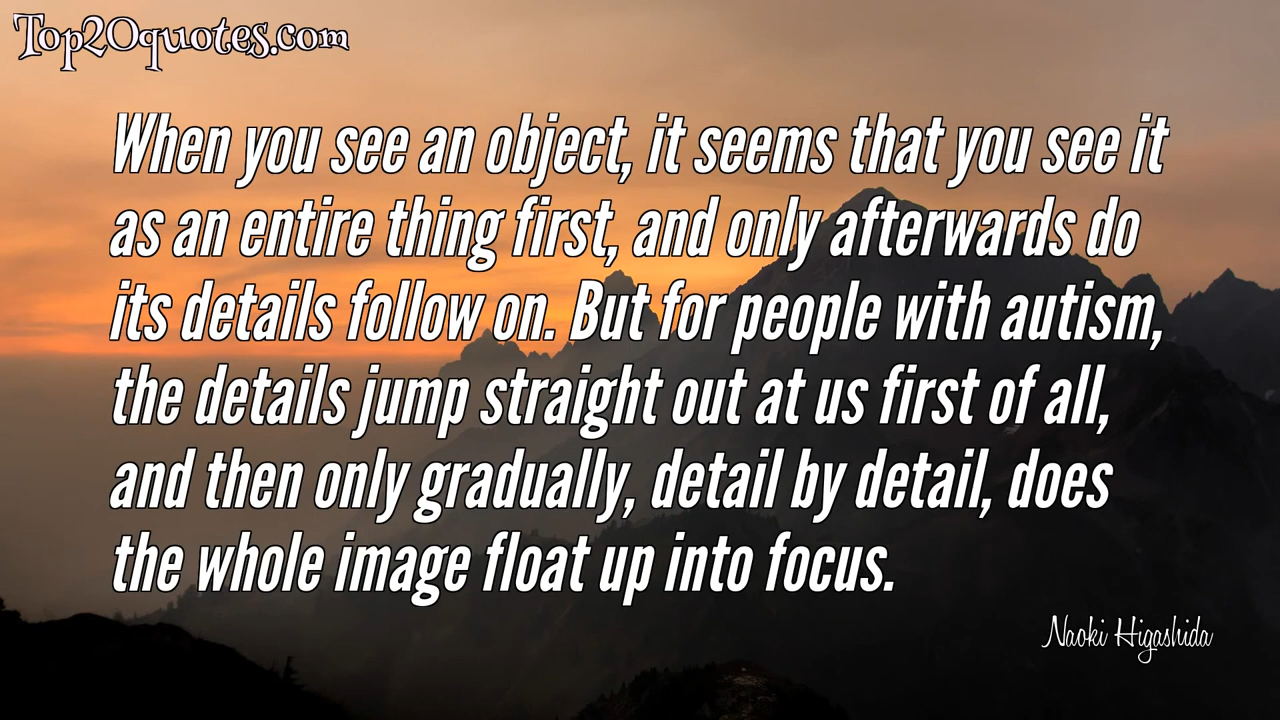 Top20quotes.com
When you see an object, it seems that you see it
as an entire thing first, and only afterwards do
its details follow on. But for people with autism,
the details jump straight out at us first of all,
and then only gradually, detail by detail, does
the whole image float up into focus.
Naoki Higashida